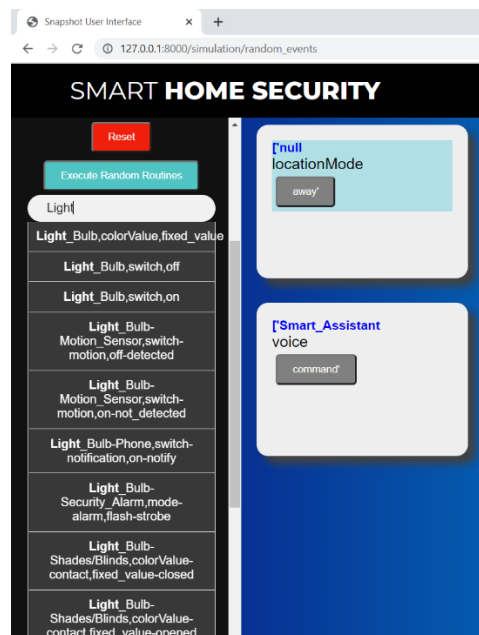 Snapshot User Interface
127.0.0.1:8000/simulation/random_events
SMART HOME SECURITY
Reset
Execute Random Routines
Light
Light_Bulb,colorValue,fixed_value
Light_Bulb,switch,off
Light_Bulb,switch,on
Light_Bulb-
Motion_Sensor,switch-
motion,off-detected
Light_Bulb-
Motion_Sensor,switch-
motion,on-not_detected
Light_Bulb-Phone,switch-
notification,on-notify
Light_Bulb-
Security_Alarm,mode-
alarm,flash-strobe
Light_Bulb-
Shades/Blinds,colorValue-
contact,fixed_value-closed
Light_Bulb-
Shades/Blinds,colorValue-
contact,fixed_value-opened
['null
locationMode
away'
['Smart_Assistant
voice
command'